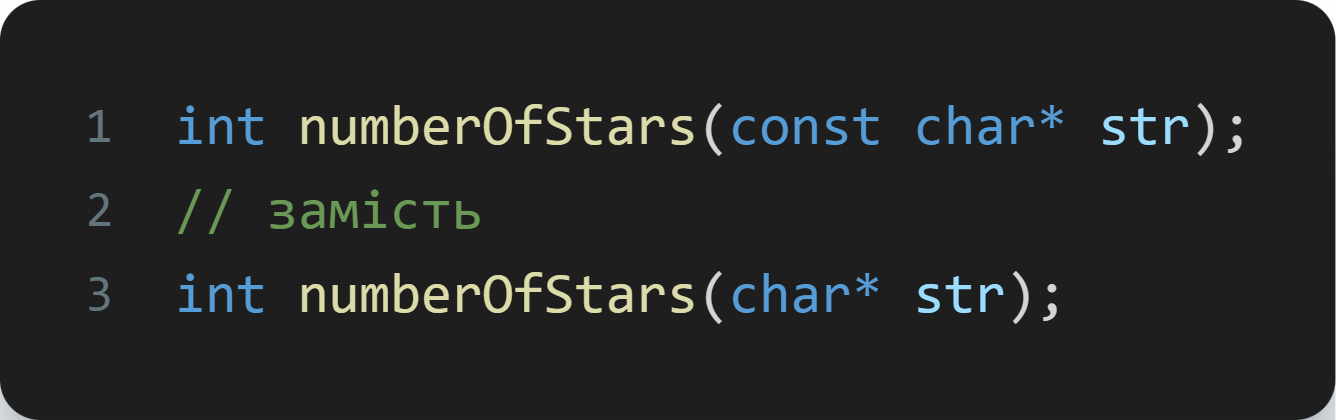 1 int numberOfStars(const char* str);
2 // замість
3 int numberOfStars(char* str);